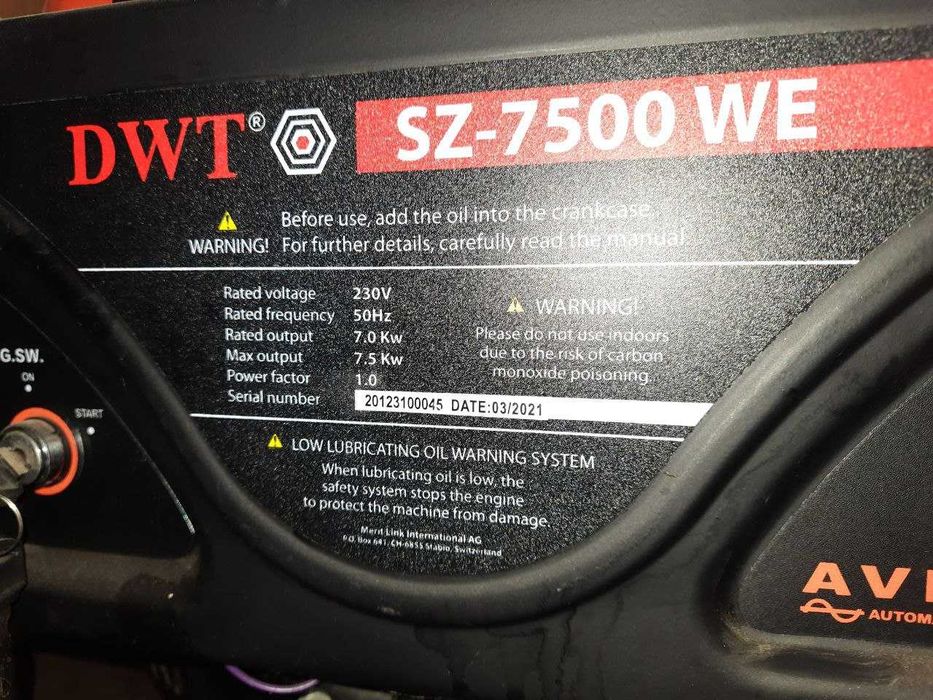 DWT®
SZ-7500 WE
WARNING!
Before use, add the oil into the crankcase.
For further details, carefully read the manual
Rated voltage 230V
Rated frequency 50Hz
Rated output 7.0 Kw
Max output 7.5 Kw
Power factor 1.0
Serial number 20123100045 DATE:03/2021
WARNING!
Please do not use indoors
due to the risk of carbon
monoxide poisoning.
G.SW.
ON
START
LOW LUBRICATING OIL WARNING SYSTEM
When lubricating oil is low, the
safety system stops the engine
to protect the machine from damage.
Merit Link International AG
P.O. Box 641, CH-6855 Stabio, Switzerland